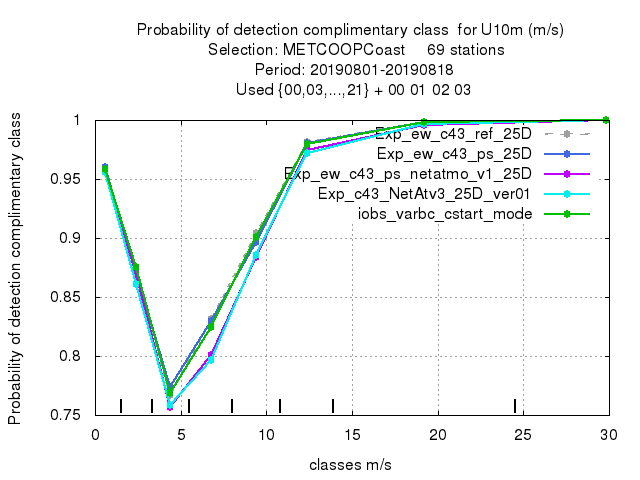 Probability of detection complimentary class  for U10m (m/s)
Selection: METCOOPCoast     69 stations
Period: 20190801-20190818
Used {00,03,...,21} + 00 01 02 03
Probability of detection complimentary class
1
0.95
0.9
0.85
0.8
0.75
Exp_ew_c43_ref_25D
Exp_ew_c43_ps_25D
Exp_ew_c43_ps_netatmo_v1_25D
Exp_c43_NetAtv3_25D_ver01
iobs_varbc_cstart_mode
0 5 10 15 20 25 30
classes m/s